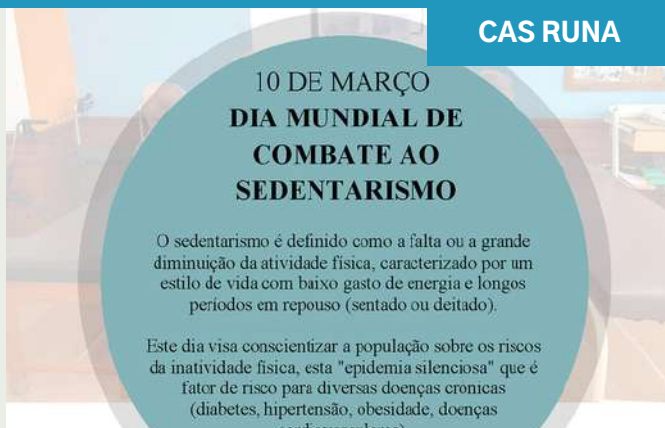 CAS RUNA
10 DE MARÇO
DIA MUNDIAL DE
COMBATE AO
SEDENTARISMO
O sedentarismo é definido como a falta ou a grande
diminuição da atividade física, caracterizado por um
estilo de vida com baixo gasto de energia e longos
períodos em repouso (sentado ou deitado).
Este dia visa conscientizar a população sobre os riscos
da inatividade física, esta "epidemia silenciosa" que é
fator de risco para diversas doenças cronicas
(diabetes, hipertensão, obesidade, doenças